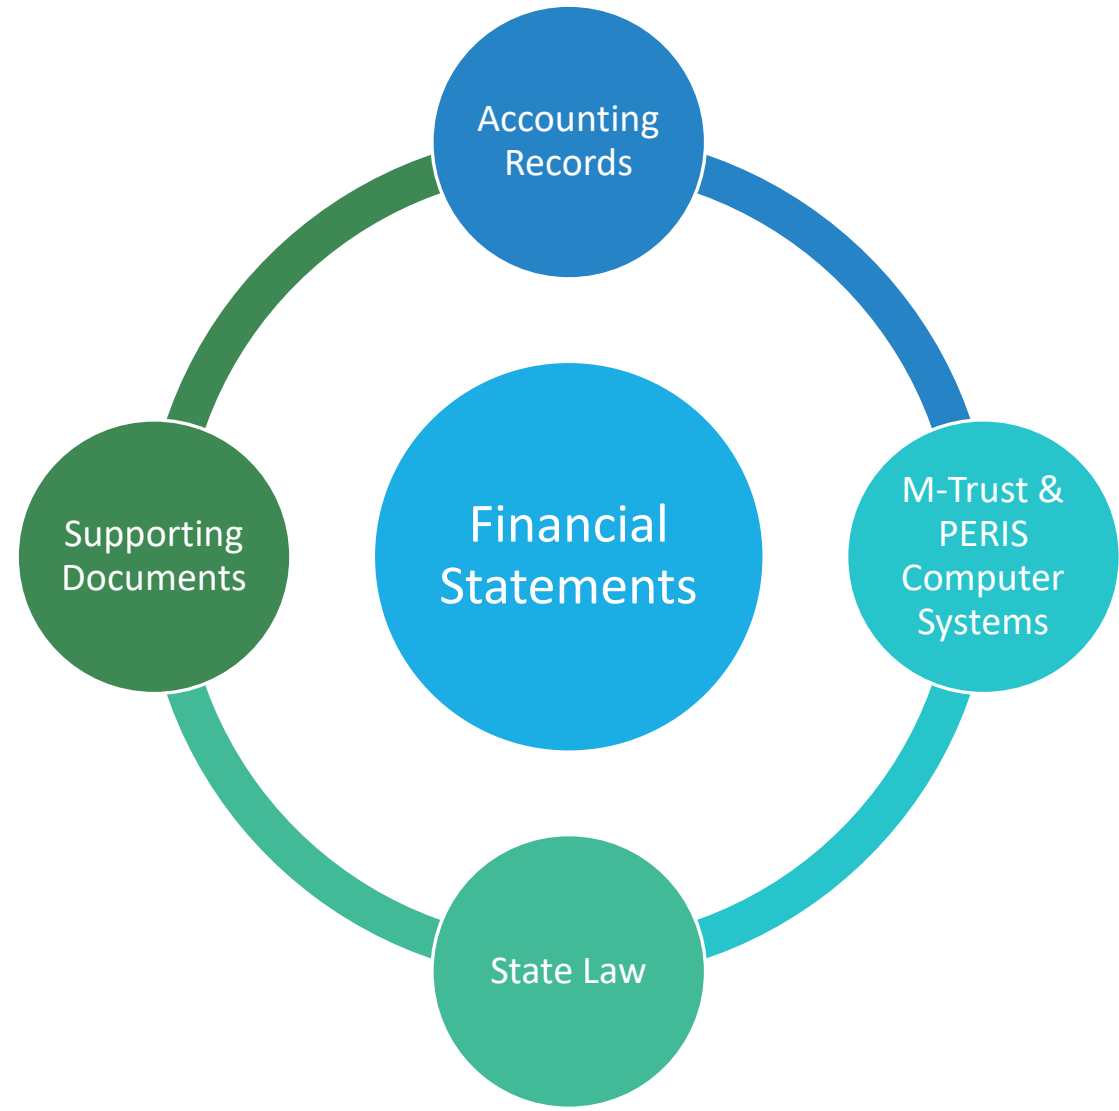 Accounting
Records
Financial
Statements
M-Trust &
PERIS
Computer
Systems
Supporting
Documents
State Law